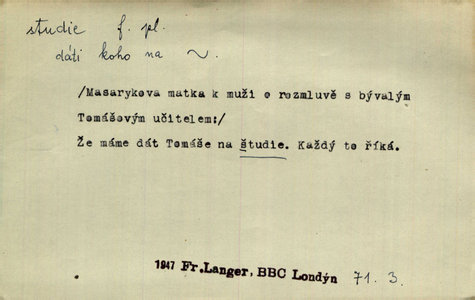 studie f. pl.
dáti koho na ~.
/Masarykova matka k muži o rozmluvě s bývalým
Tomášovým učitelem:/
Že máme dát Tomáše na študie. Každý to říká.
1947 Fr.Langer, BBC Londýn 71.3.